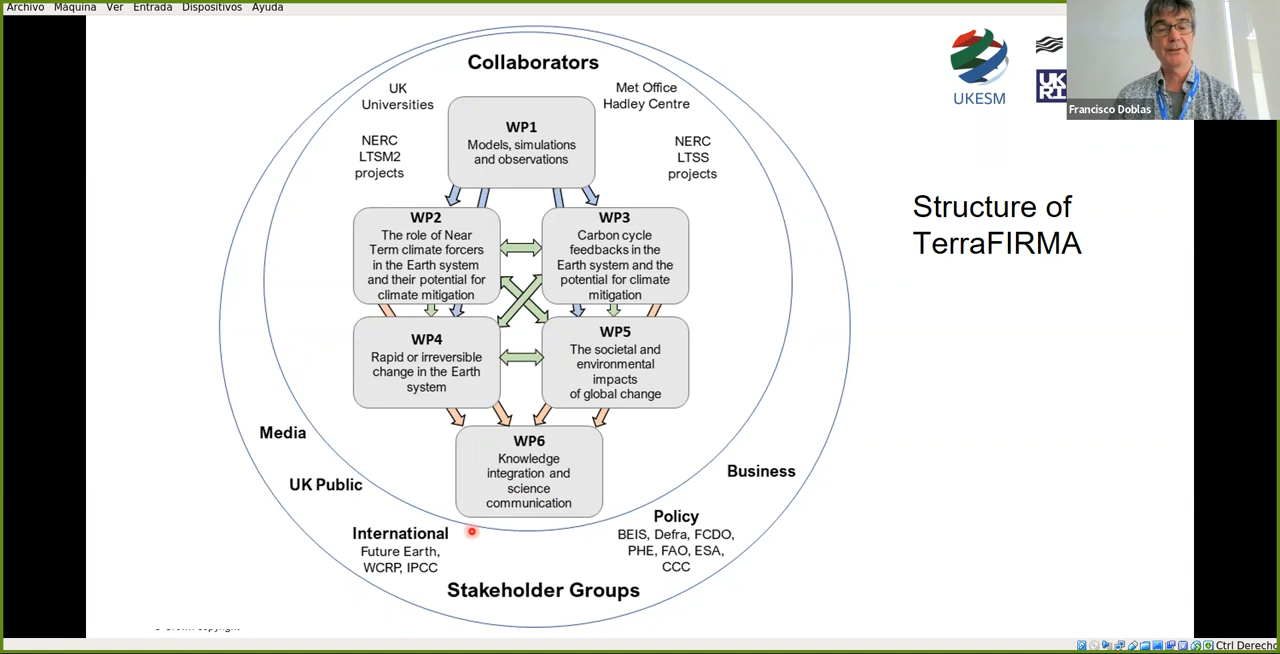 Archivo Máquina Ver Entrada Dispositivos Ayuda
Collaborators
UK
Universities
Met Office
Hadley Centre
NERC
LTSM2
projects
NERC
LTSS
projects
WP1
Models, simulations
and observations
WP2
The role of Near
Term climate forcers
in the Earth system
and their potential for
climate mitigation
WP3
Carbon cycle
feedbacks in the
Earth system and the
potential for climate
mitigation
WP4
Rapid or irreversible
change in the Earth
system
WP5
The societal and
environmental
impacts
of global change
WP6
Knowledge
integration and
science
communication
Media
UK Public
International
Future Earth,
WCRP, IPCC
Business
Policy
BEIS, Defra, FCDO,
PHE, FAO, ESA,
CCC
Stakeholder Groups
UKESM
UK
RI
Francisco Doblas
Structure of
TerraFIRMA
Ctrl Derecho